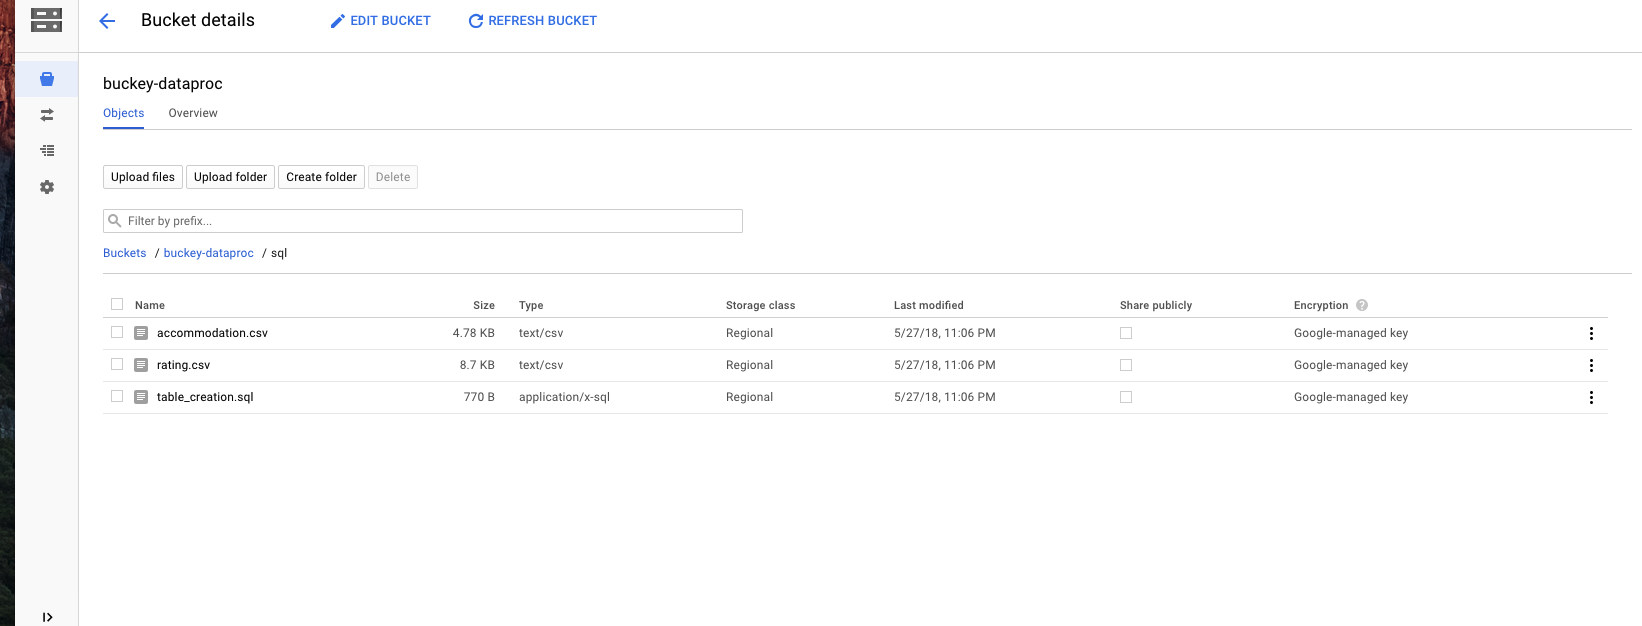 Bucket details EDIT BUCKET REFRESH BUCKET
buckey-dataproc
Objects Overview
Upload files Upload folder Create folder Delete
Filter by prefix...
Buckets / buckey-dataproc / sql
Name Size Type Storage class Last modified Share publicly Encryption ?
accommodation.csv 4.78 KB text/csv Regional 5/27/18, 11:06 PM Google-managed key
rating.csv 8.7 KB text/csv Regional 5/27/18, 11:06 PM Google-managed key
table_creation.sql 770 B application/x-sql Regional 5/27/18, 11:06 PM Google-managed key